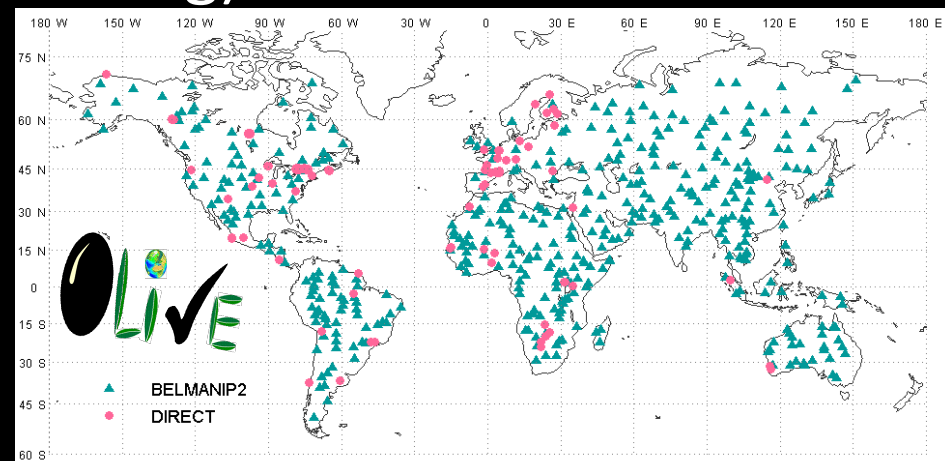 180 W 150 W 120 W 90 W 60 W 30 W 0 30 E 60 E 90 E 120 E 150 E 180 E
75 N
60 N
45 N
30 N
15 N
0
15 S
30 S
45 S
60 S
OLiVE
BELMANIP2
DIRECT